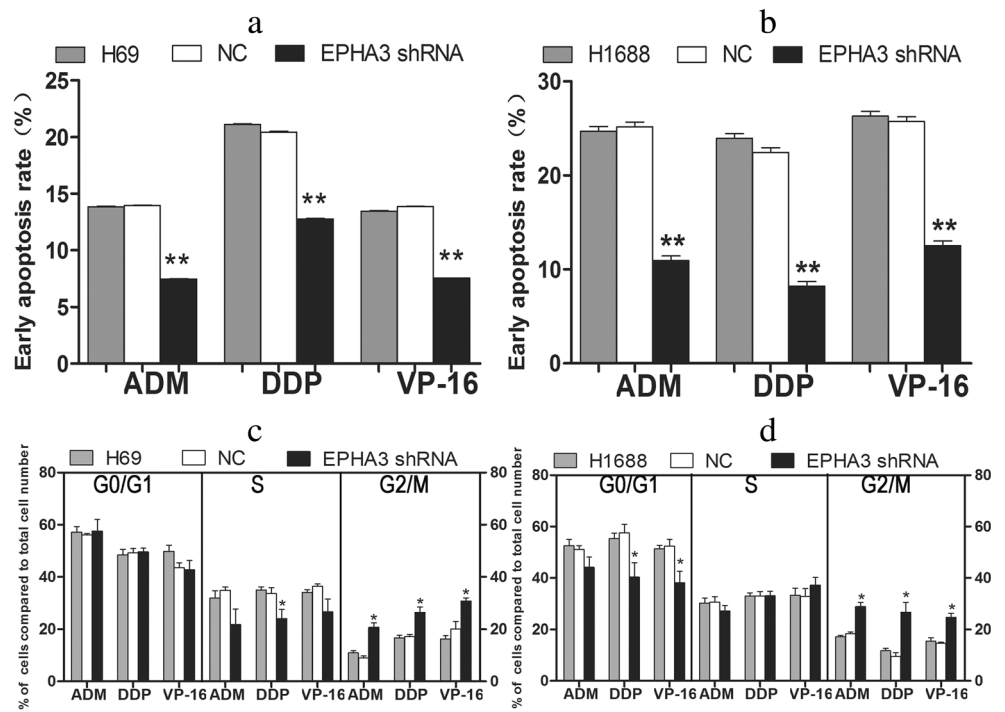 a
H69 NC EPHA3 shRNA
Early apoptosis rate (%)
25
20
15
10
5
0
** ** **
ADM DDP VP-16
b
H1688 NC EPHA3 shRNA
Early apoptosis rate (%)
30
20
10
0
** ** **
ADM DDP VP-16
c
H69 NC EPHA3 shRNA
% of cells compared to total cell number
80
60
40
20
0
G0/G1 S G2/M
* * * *
80
60
40
20
0
ADM DDP VP-16 ADM DDP VP-16 ADM DDP VP-16
d
H1688 NC EPHA3 shRNA
% of cells compared to total cell number
80
60
40
20
0
G0/G1 S G2/M
* * * * *
80
60
40
20
0
ADM DDP VP-16 ADM DDP VP-16 ADM DDP VP-16